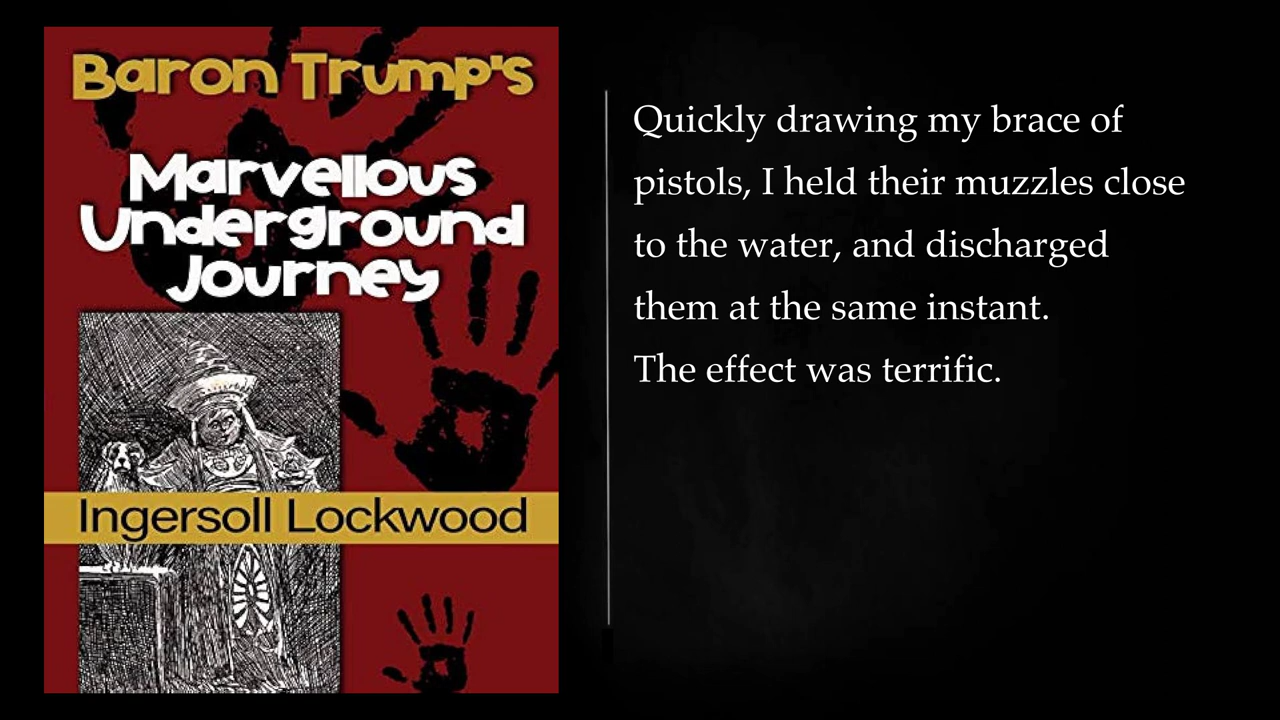 Baron Trump's
Marvellous
Underground
Journey
Ingersoll Lockwood
Quickly drawing my brace of
pistols, I held their muzzles close
to the water, and discharged
them at the same instant.
The effect was terrific.